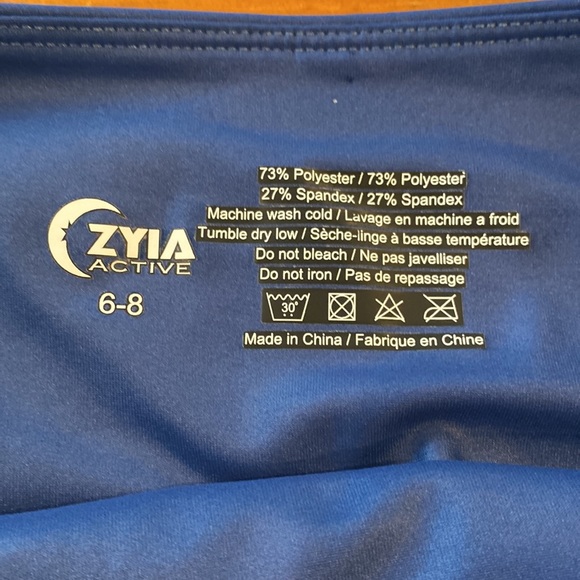 ZYIA
ACTIVE
6-8
73% Polyester / 73% Polyester
27% Spandex / 27% Spandex
Machine wash cold / Lavage en machine a froid
Tumble dry low / Sèche-linge à basse température
Do not bleach / Ne pas javelliser
Do not iron / Pas de repassage
30°
Made in China / Fabrique en Chine